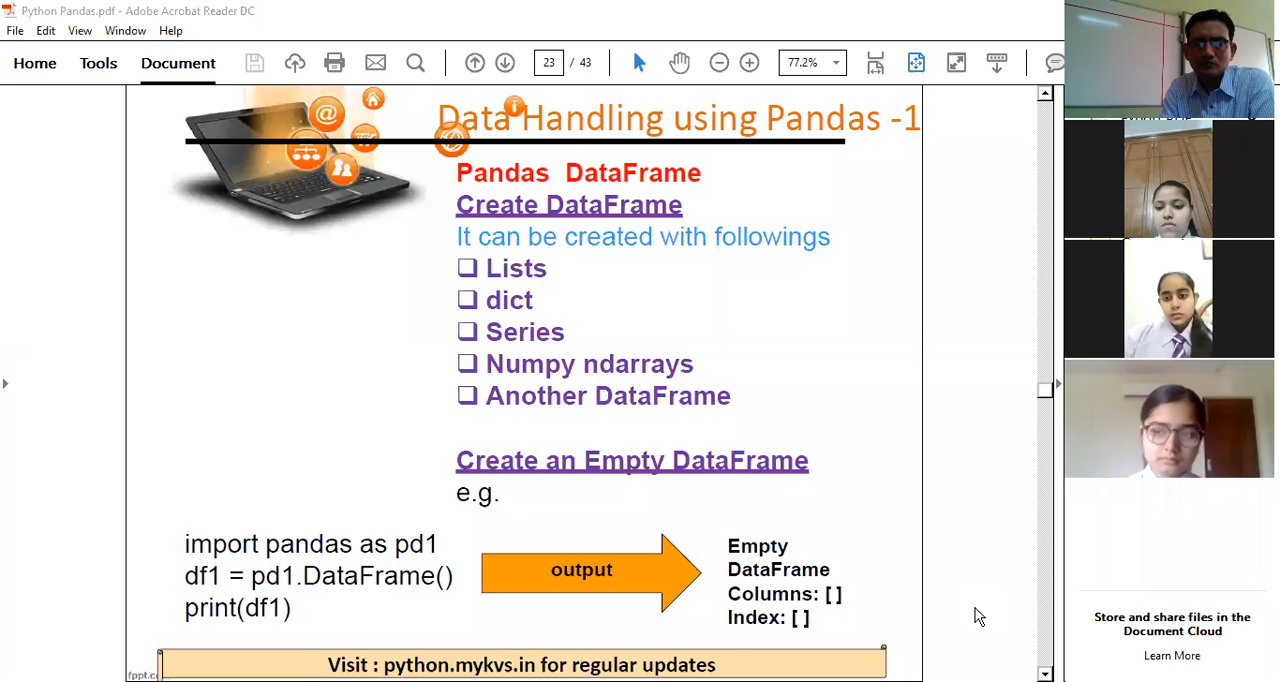 Python Pandas.pdf - Adobe Acrobat Reader DC
File Edit View Window Help
Home Tools Document 23 / 43 77.2%
Data Handling using Pandas -1
Pandas DataFrame
Create DataFrame
It can be created with followings
❑ Lists
❑ dict
❑ Series
❑ Numpy ndarrays
❑ Another DataFrame
Create an Empty DataFrame
e.g.
import pandas as pd1
df1 = pd1.DataFrame()
print(df1)
output
Empty
DataFrame
Columns: [ ]
Index: [ ]
Visit : python.mykvs.in for regular updates
Store and share files in the
Document Cloud
Learn More